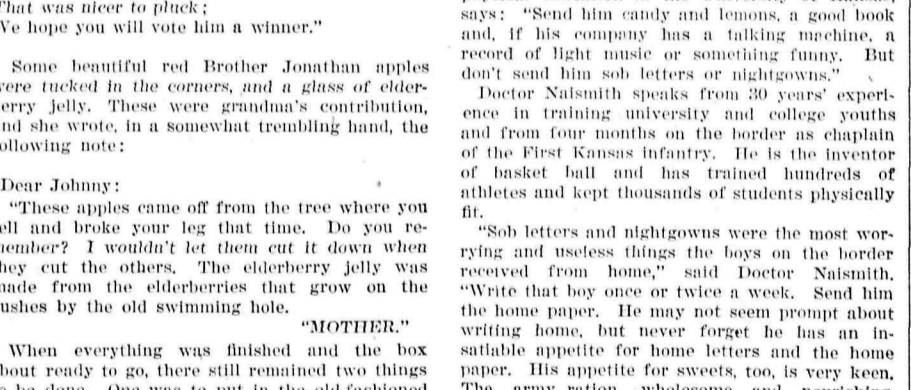 That was nicer to pluck;
We hope you will vote him a winner."
Some beautiful red Brother Jonathan apples
were tucked in the corners, and a glass of elder-
berry jelly. These were grandma's contribution,
and she wrote, in a somewhat trembling hand, the
following note:
Dear Johnny:
"These apples came off from the tree where you
fell and broke your leg that time. Do you re-
member? I wouldn't let them cut it down when
they cut the others. The elderberry jelly was
made from the elderberries that grow on the
bushes by the old swimming hole.
"MOTHER."
When everything was finished and the box
about ready to go, there still remained two things
to be done. One was to put in the old-fashioned
says: "Send him candy and lemons, a good book
and, if his company has a talking machine, a
record of light music or something funny. But
don't send him sob letters or nightgowns."
Doctor Naismith speaks from 30 years' experi-
ence in training university and college youths
and from four months on the border as chaplain
of the First Kansas infantry. He is the inventor
of basket ball and has trained hundreds of
athletes and kept thousands of students physically
fit.
"Sob letters and nightgowns were the most wor-
rying and useless things the boys on the border
received from home," said Doctor Naismith.
"Write that boy once or twice a week. Send him
the home paper. He may not seem prompt about
writing home, but never forget he has an in-
satiable appetite for home letters and the home
paper. His appetite for sweets, too, is very keen.
The army ration, wholesome and nourishing,